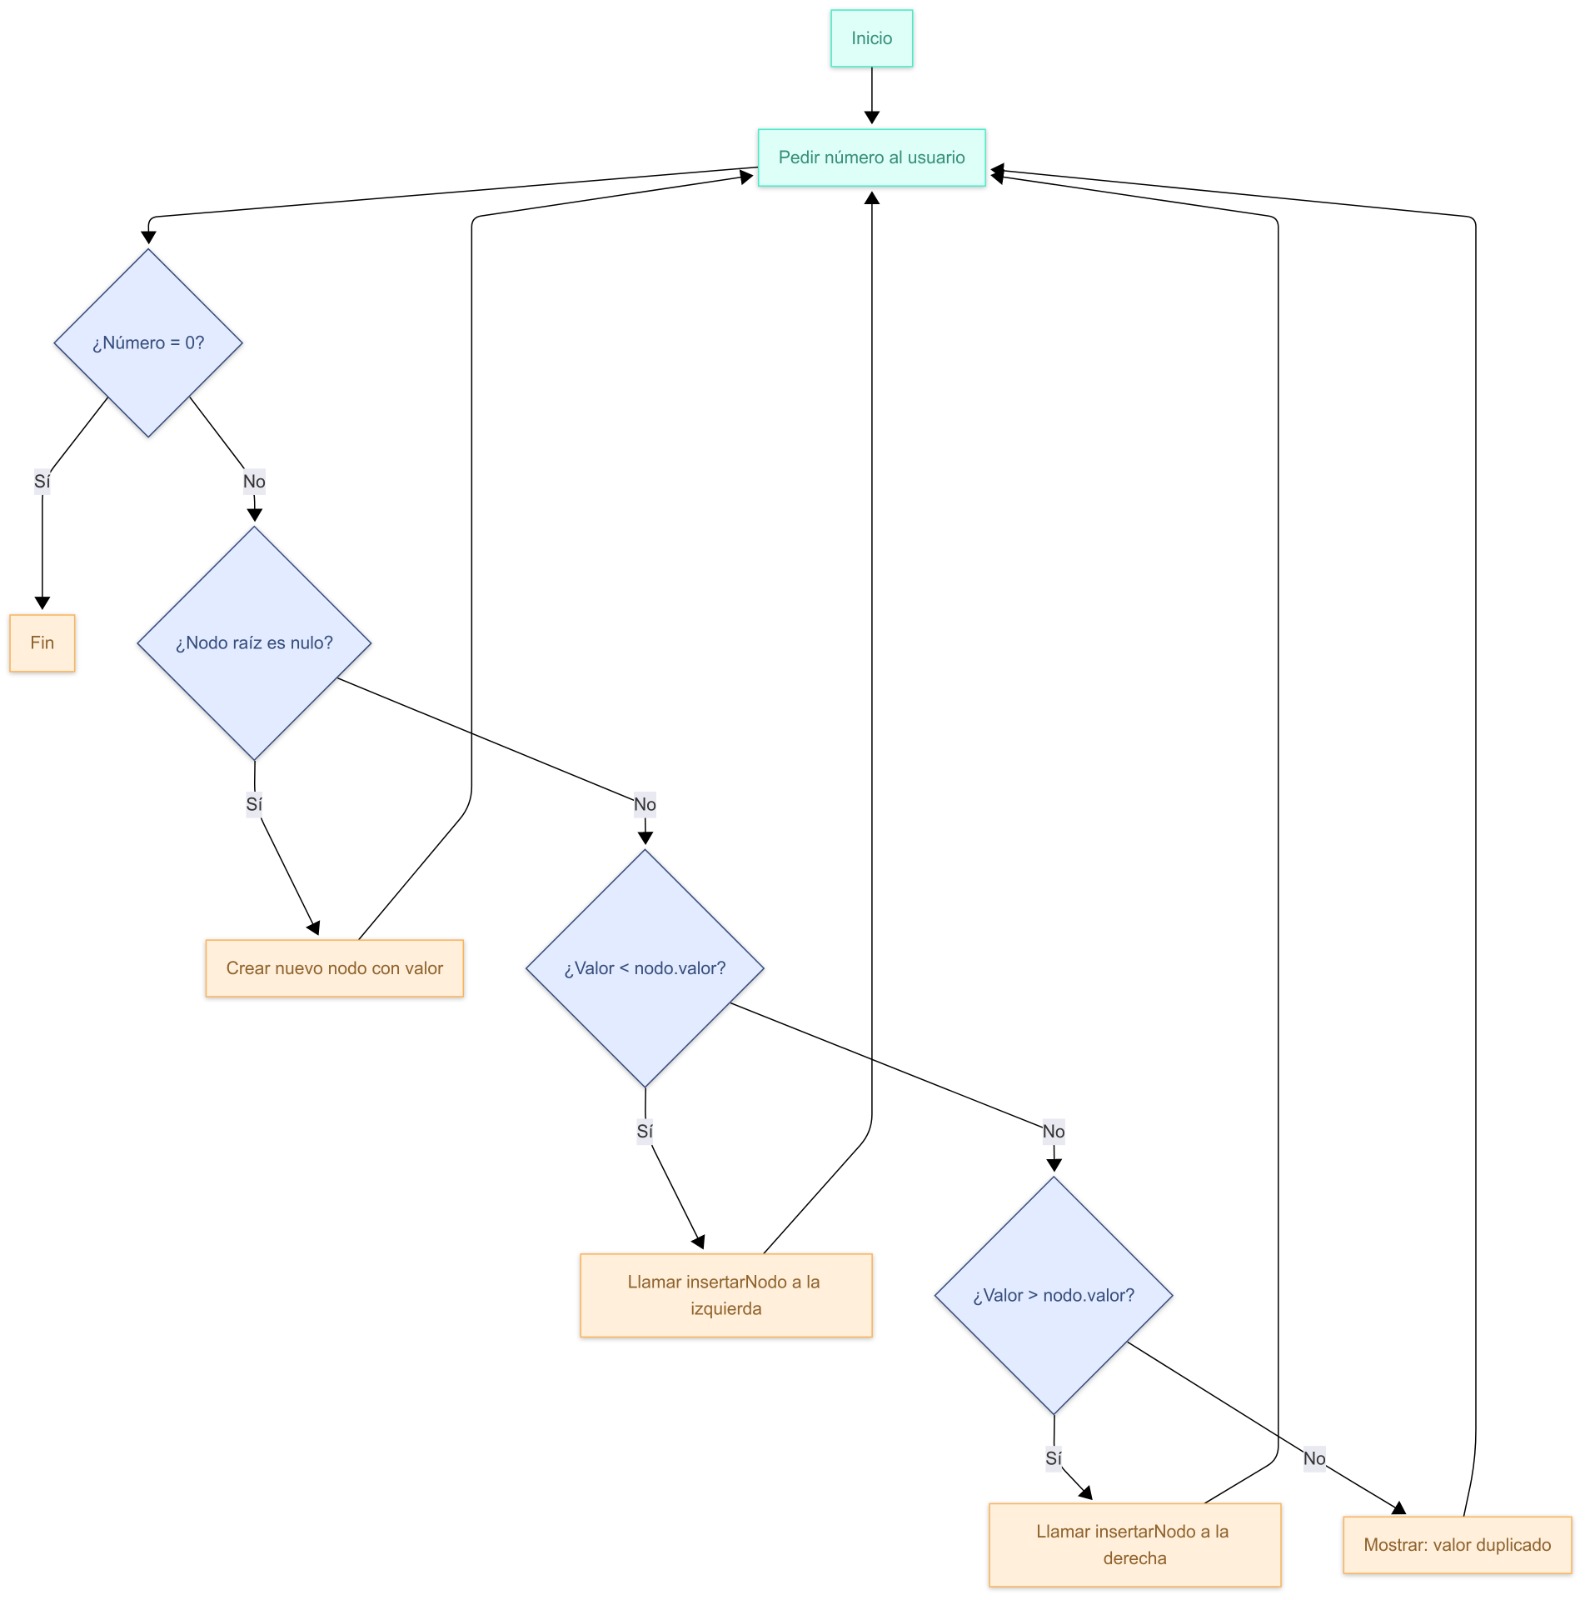 Inicio
Pedir número al usuario
¿Número = 0?
Sí
No
Fin
¿Nodo raíz es nulo?
Sí
No
Crear nuevo nodo con valor
¿Valor < nodo.valor?
Sí
No
Llamar insertarNodo a la
izquierda
¿Valor > nodo.valor?
Sí
No
Llamar insertarNodo a la
derecha
Mostrar: valor duplicado